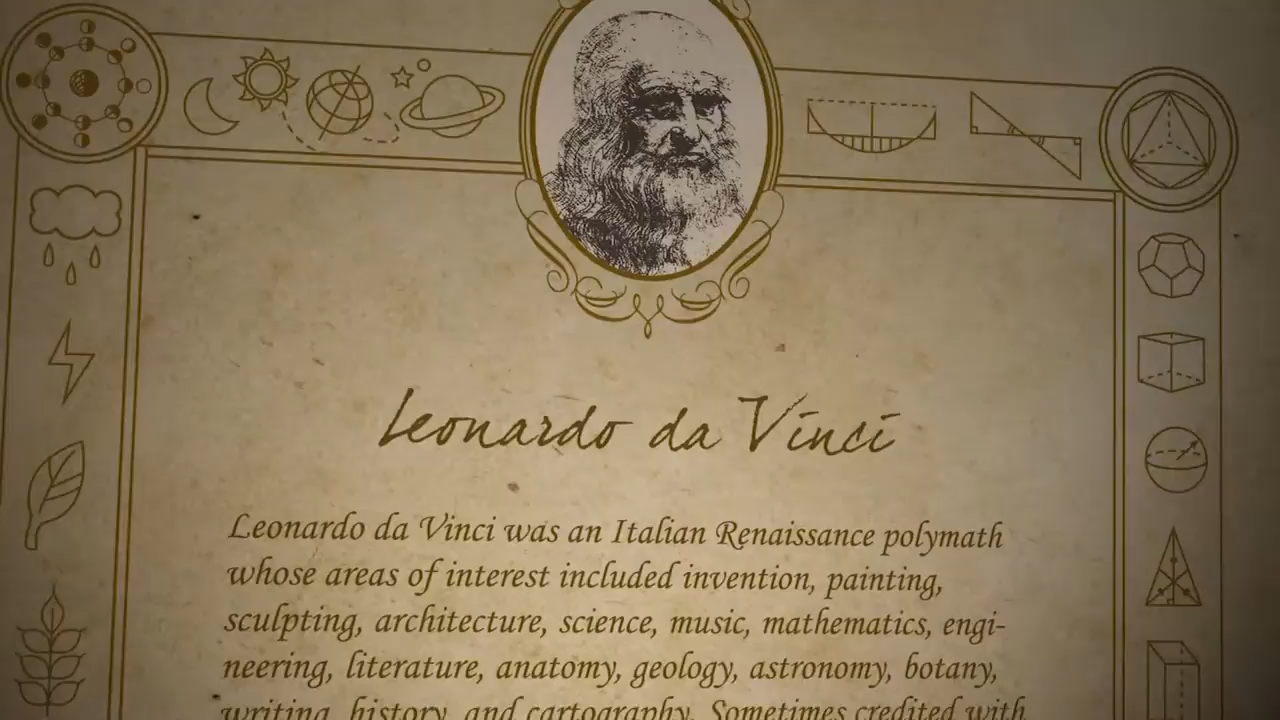 Leonardo da Vinci
Leonardo da Vinci was an Italian Renaissance polymath
whose areas of interest included invention, painting,
sculpting, architecture, science, music, mathematics, engi-
neering, literature, anatomy, geology, astronomy, botany,
writing, history, and cartography. Sometimes credited with